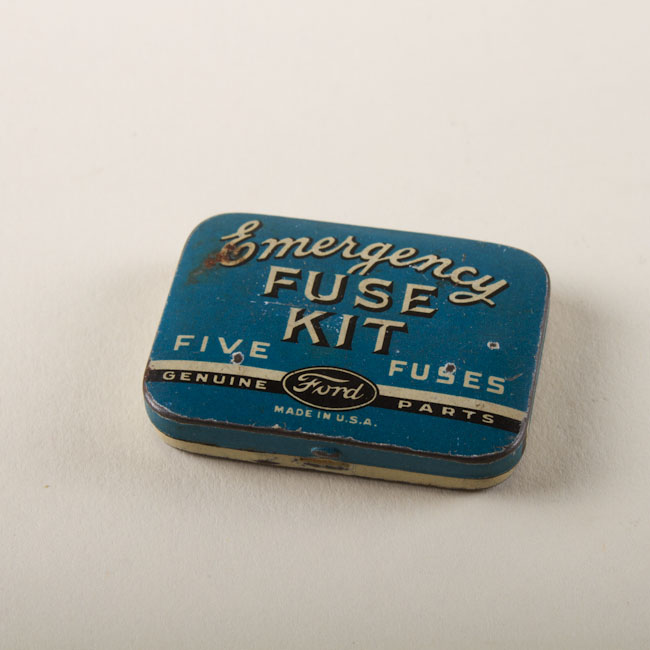 Emergency
FUSE
KIT
FIVE FUSES
GENUINE Ford PARTS
MADE IN U.S.A.